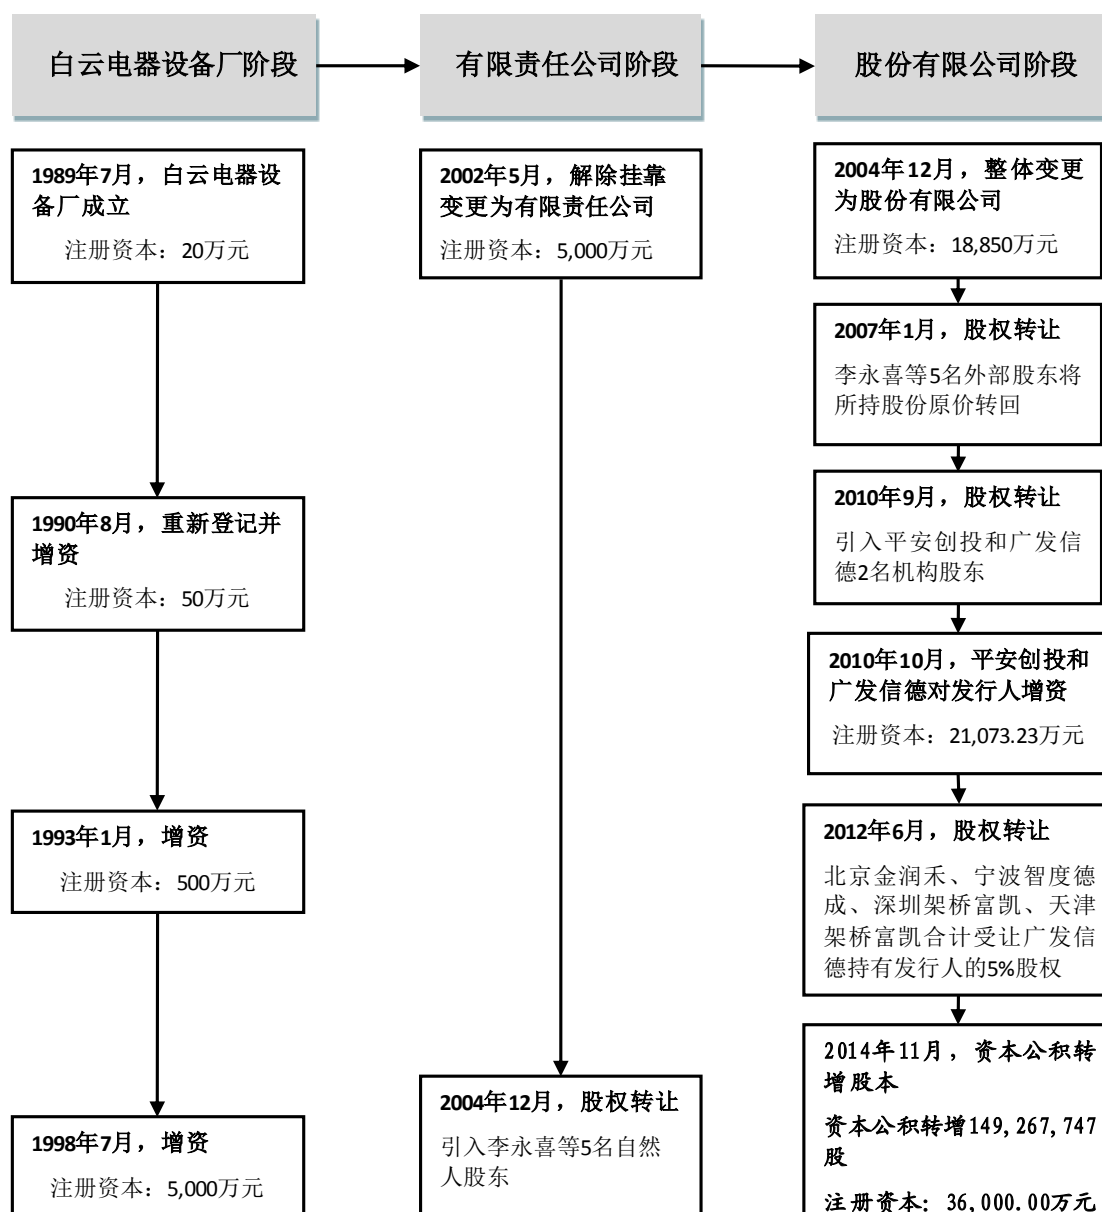 白云电器设备厂阶段
有限责任公司阶段
股份有限公司阶段
1989年7月，白云电器设
备厂成立
注册资本：20万元
1990年8月，重新登记并
增资
注册资本：50万元
1993年1月，增资
注册资本：500万元
1998年7月，增资
注册资本：5,000万元
2002年5月，解除挂靠
变更为有限责任公司
注册资本：5,000万元
2004年12月，股权转让
引入李永喜等5名自然
人股东
2004年12月，整体变更
为股份有限公司
注册资本：18,850万元
2007年1月，股权转让
李永喜等5名外部股东将
所持股份原价转回
2010年9月，股权转让
引入平安创投和广发信
德2名机构股东
2010年10月，平安创投和
广发信德对发行人增资
注册资本：21,073.23万元
2012年6月，股权转让
北京金润禾、宁波智度德
成、深圳架桥富凯、天津
架桥富凯合计受让广发信
德持有发行人的5%股权
2014年11月，资本公积转
增股本
资本公积转增149,267,747
股
注册资本：36,000.00万元